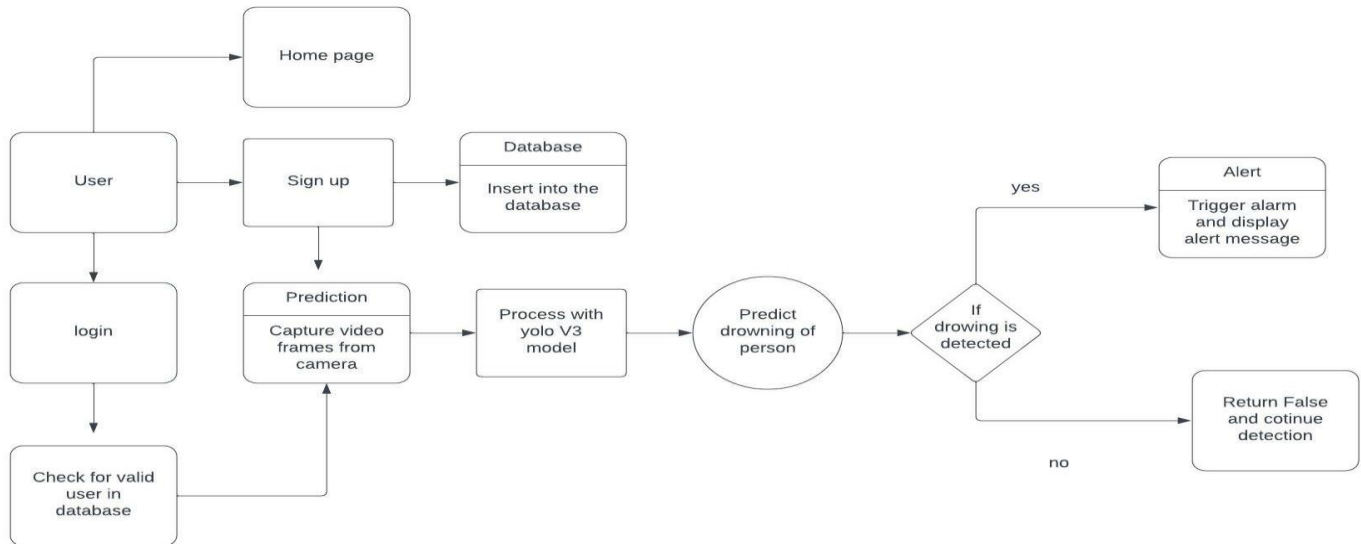 Home page
User
Sign up
Database
Insert into the
database
yes
Alert
Trigger alarm
and display
alert message
login
Prediction
Capture video
frames from
camera
Process with
yolo V3
model
Predict
drowning of
person
If
drowing is
detected
Return False
and cotinue
detection
no
Check for valid
user in
database